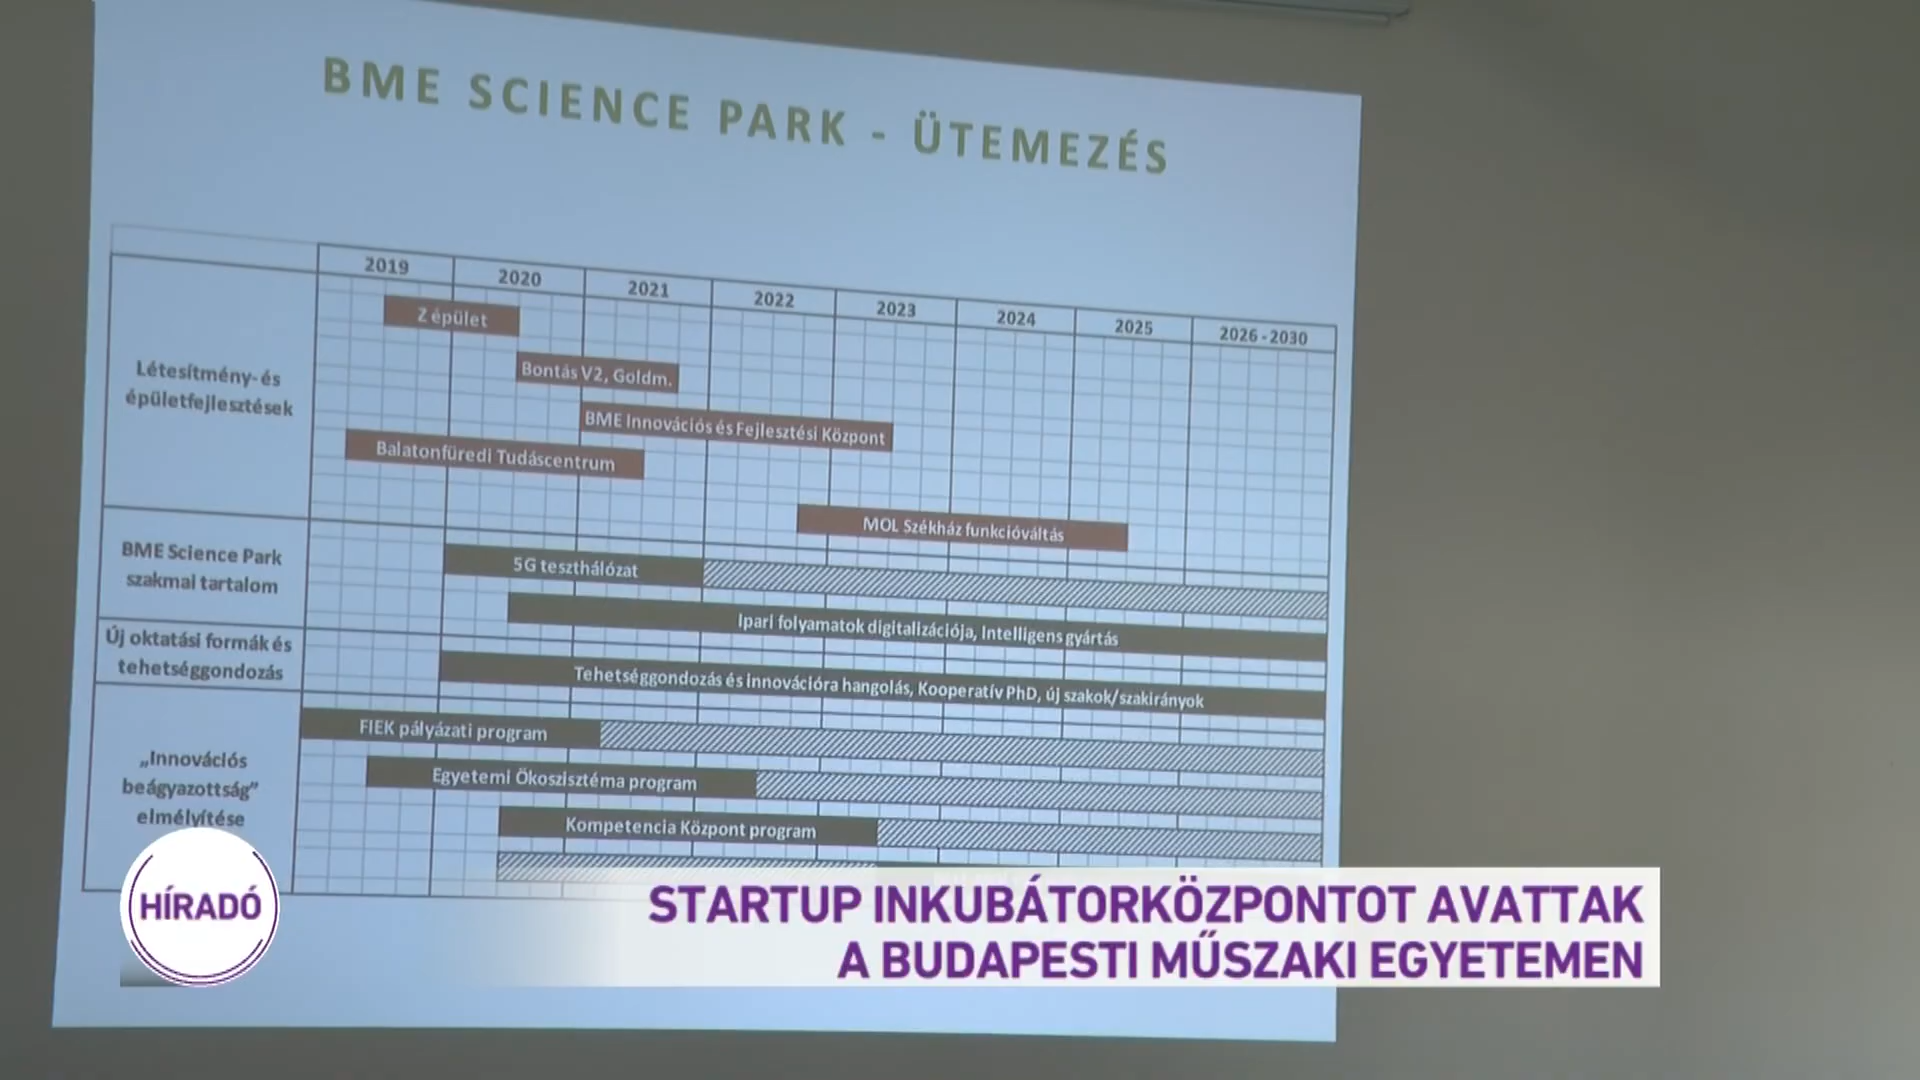 BME SCIENCE PARK - ÜTEMEZÉS
2019
2020
2021
2022
2023
2024
2025
2026-2030
Létesítmény- és
épületfejlesztések
Z épület
Bontás V2, Goldm.
BME Innovációs és Fejlesztési Központ
Balatonfüredi Tudáscentrum
MOL Székház funkcióváltás
BME Science Park
szakmai tartalom
5G teszthálózat
Ipari folyamatok digitalizációja, Intelligens gyártás
Új oktatási formák és
tehetséggondozás
Tehetséggondozás és innovációra hangolás, Kooperatív PhD, új szakok/szakirányok
„Innovációs
beágyazottság”
elmélyítése
FIEK pályázati program
Egyetemi Ökoszisztéma program
Kompetencia Központ program
HÍRADÓ
STARTUP INKUBÁTORKÖZPONTOT AVATTAK
A BUDAPESTI MŰSZAKI EGYETEMEN